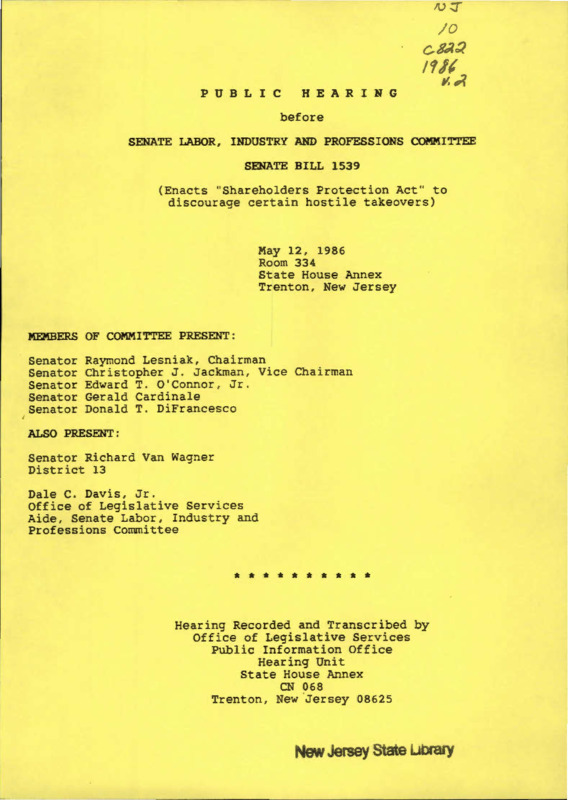 NJ
10
C822
1986
v.2
PUBLIC HEARING
before
SENATE LABOR, INDUSTRY AND PROFESSIONS COMMITTEE
SENATE BILL 1539
(Enacts "Shareholders Protection Act" to
discourage certain hostile takeovers)
May 12, 1986
Room 334
State House Annex
Trenton, New Jersey
MEMBERS OF COMMITTEE PRESENT:
Senator Raymond Lesniak, Chairman
Senator Christopher J. Jackman, Vice Chairman
Senator Edward T. O'Connor, Jr.
Senator Gerald Cardinale
Senator Donald T. DiFrancesco
ALSO PRESENT:
Senator Richard Van Wagner
District 13
Dale C. Davis, Jr.
Office of Legislative Services
Aide, Senate Labor, Industry and
Professions Committee
* * * * * * * * * *
Hearing Recorded and Transcribed by
Office of Legislative Services
Public Information Office
Hearing Unit
State House Annex
CN 068
Trenton, New Jersey 08625
New Jersey State Library